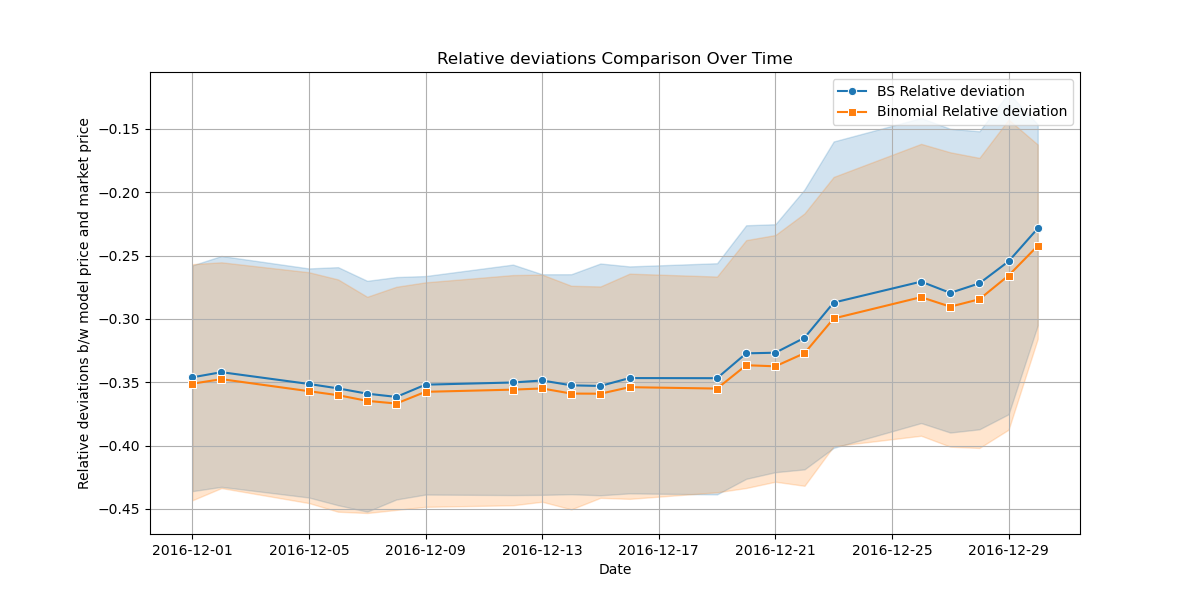 Relative deviations Comparison Over Time
BS Relative deviation
Binomial Relative deviation
Relative deviations b/w model price and market price
−0.15
−0.20
−0.25
−0.30
−0.35
−0.40
−0.45
2016-12-01 2016-12-05 2016-12-09 2016-12-13 2016-12-17 2016-12-21 2016-12-25 2016-12-29
Date